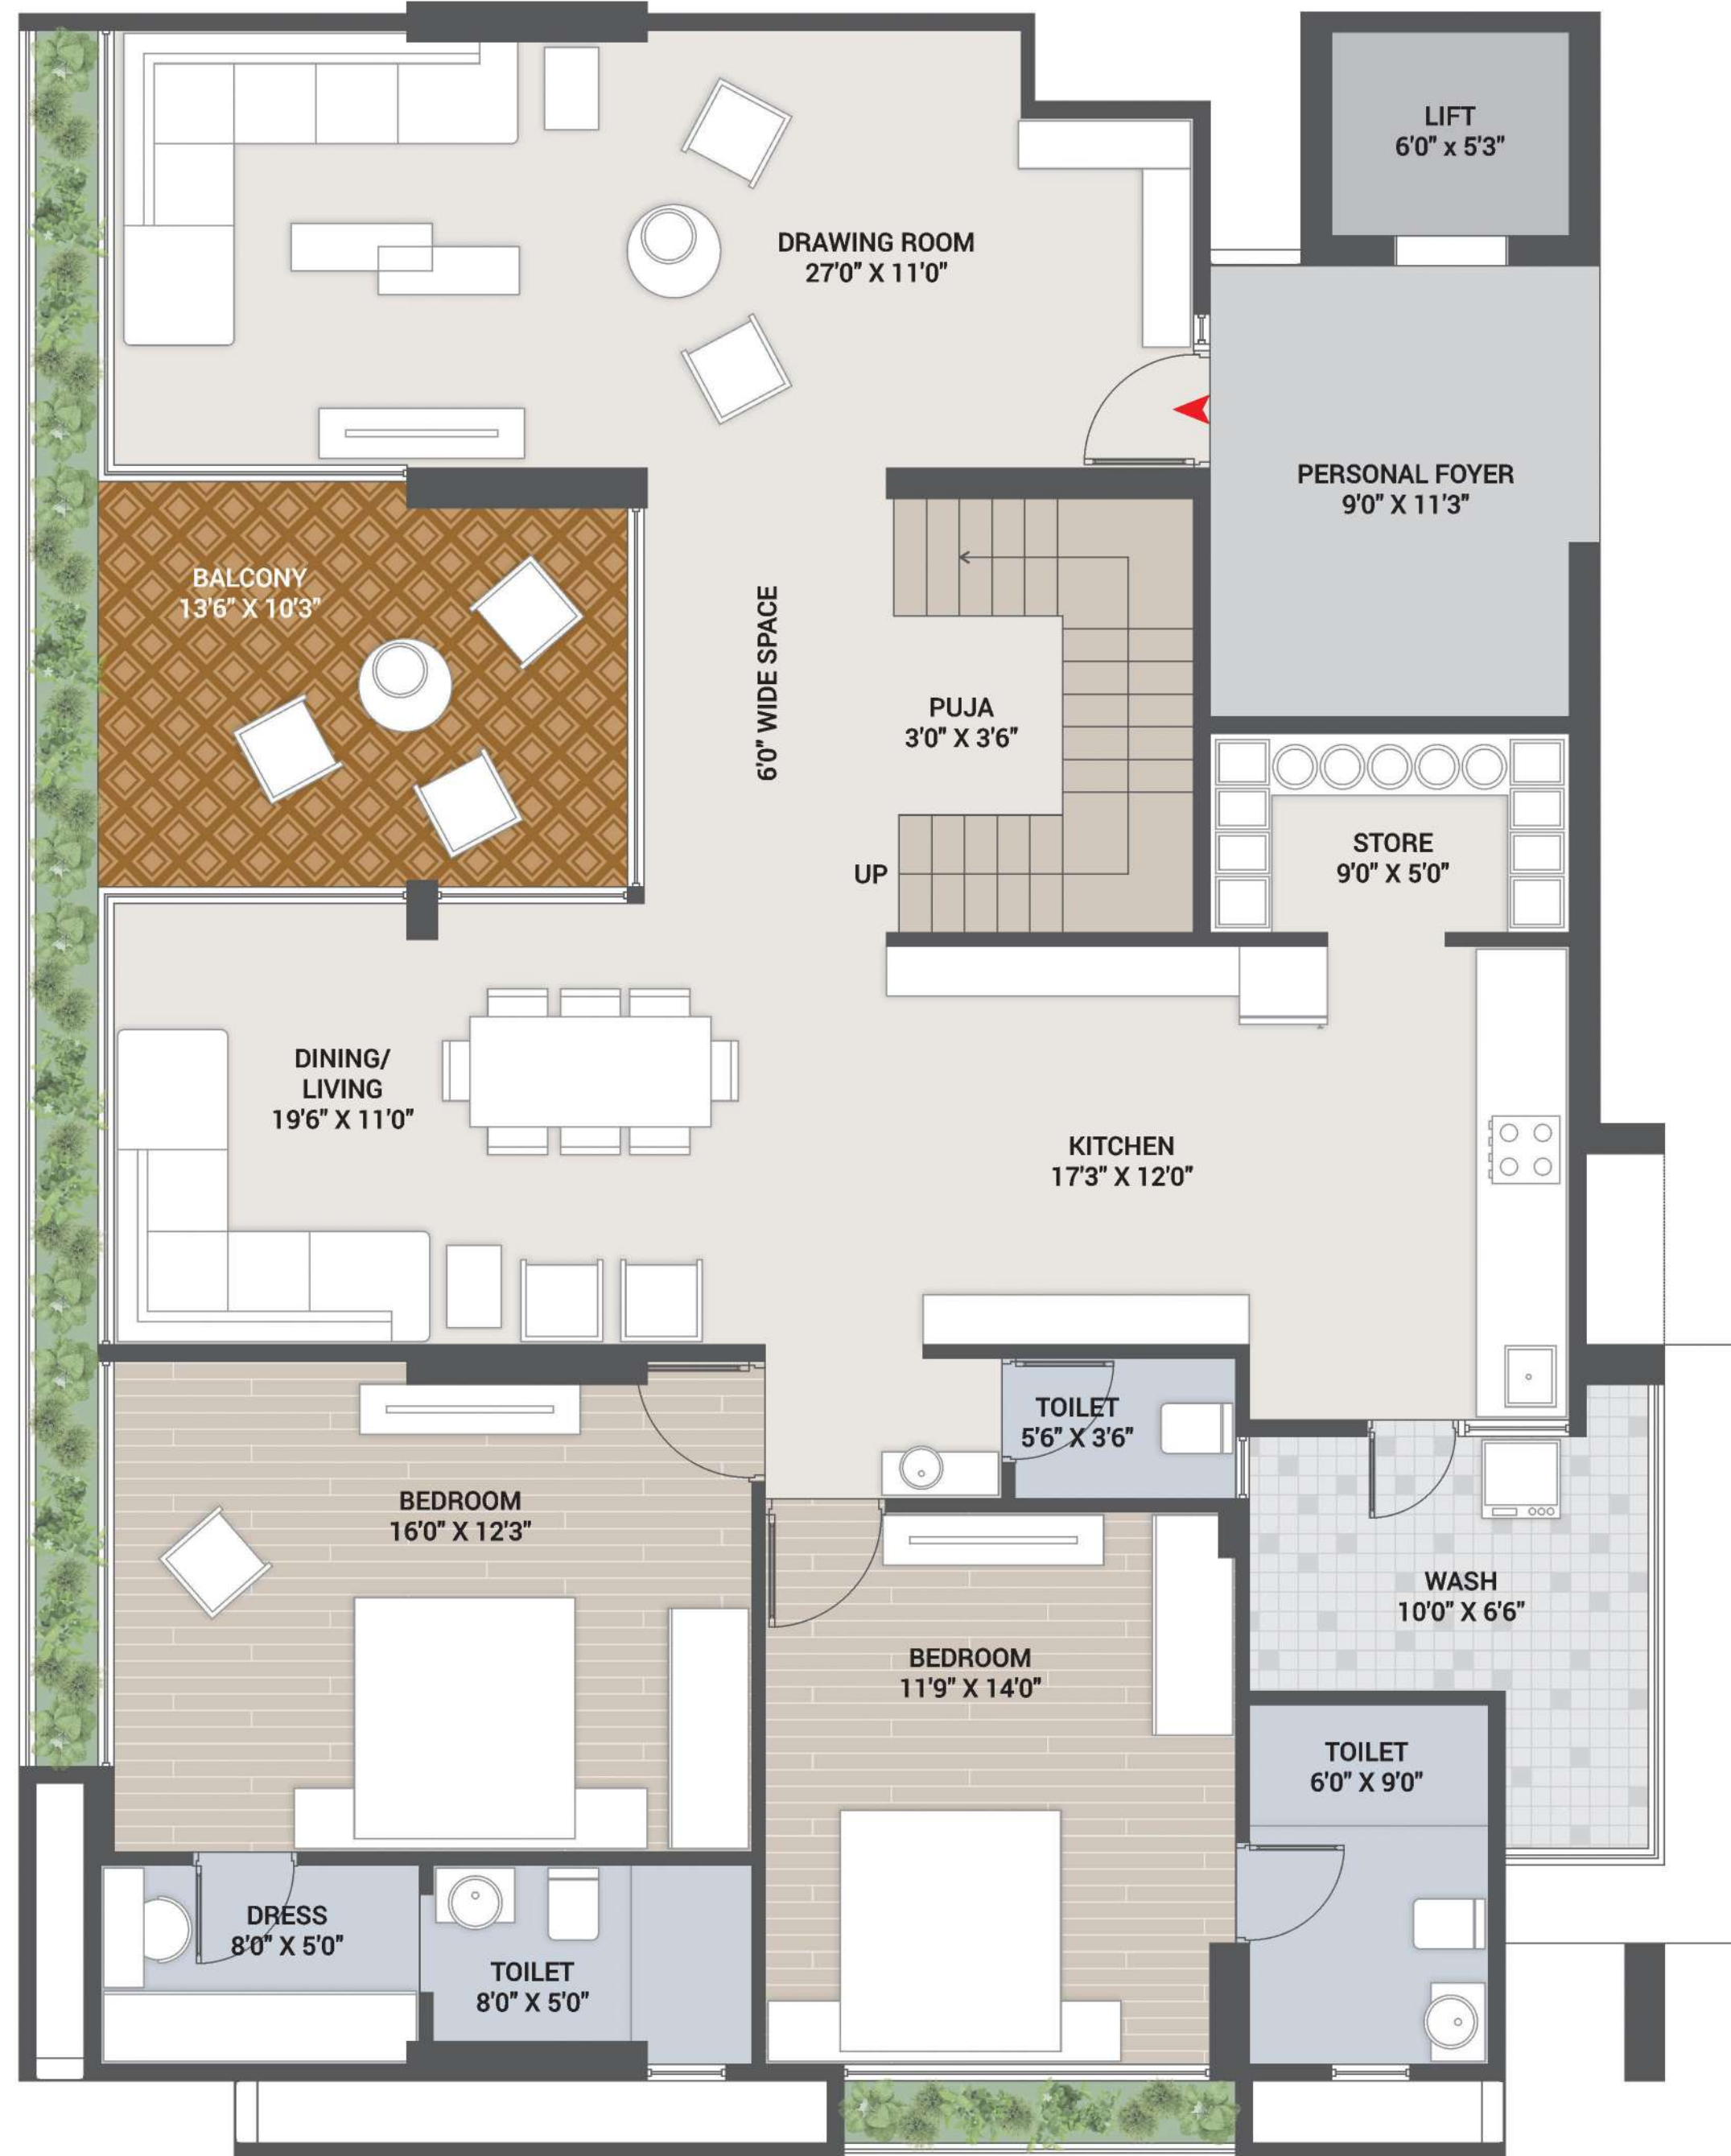 LIFT
6'0" x 5'3"
DRAWING ROOM
27'0" X 11'0"
PERSONAL FOYER
9'0" X 11'3"
BALCONY
13'6" X 10'3"
6'0" WIDE SPACE
PUJA
3'0" X 3'6"
UP
STORE
9'0" X 5'0"
DINING/
LIVING
19'6" X 11'0"
KITCHEN
17'3" X 12'0"
TOILET
5'6" X 3'6"
BEDROOM
16'0" X 12'3"
WASH
10'0" X 6'6"
BEDROOM
11'9" X 14'0"
TOILET
6'0" X 9'0"
DRESS
8'0" X 5'0"
TOILET
8'0" X 5'0"